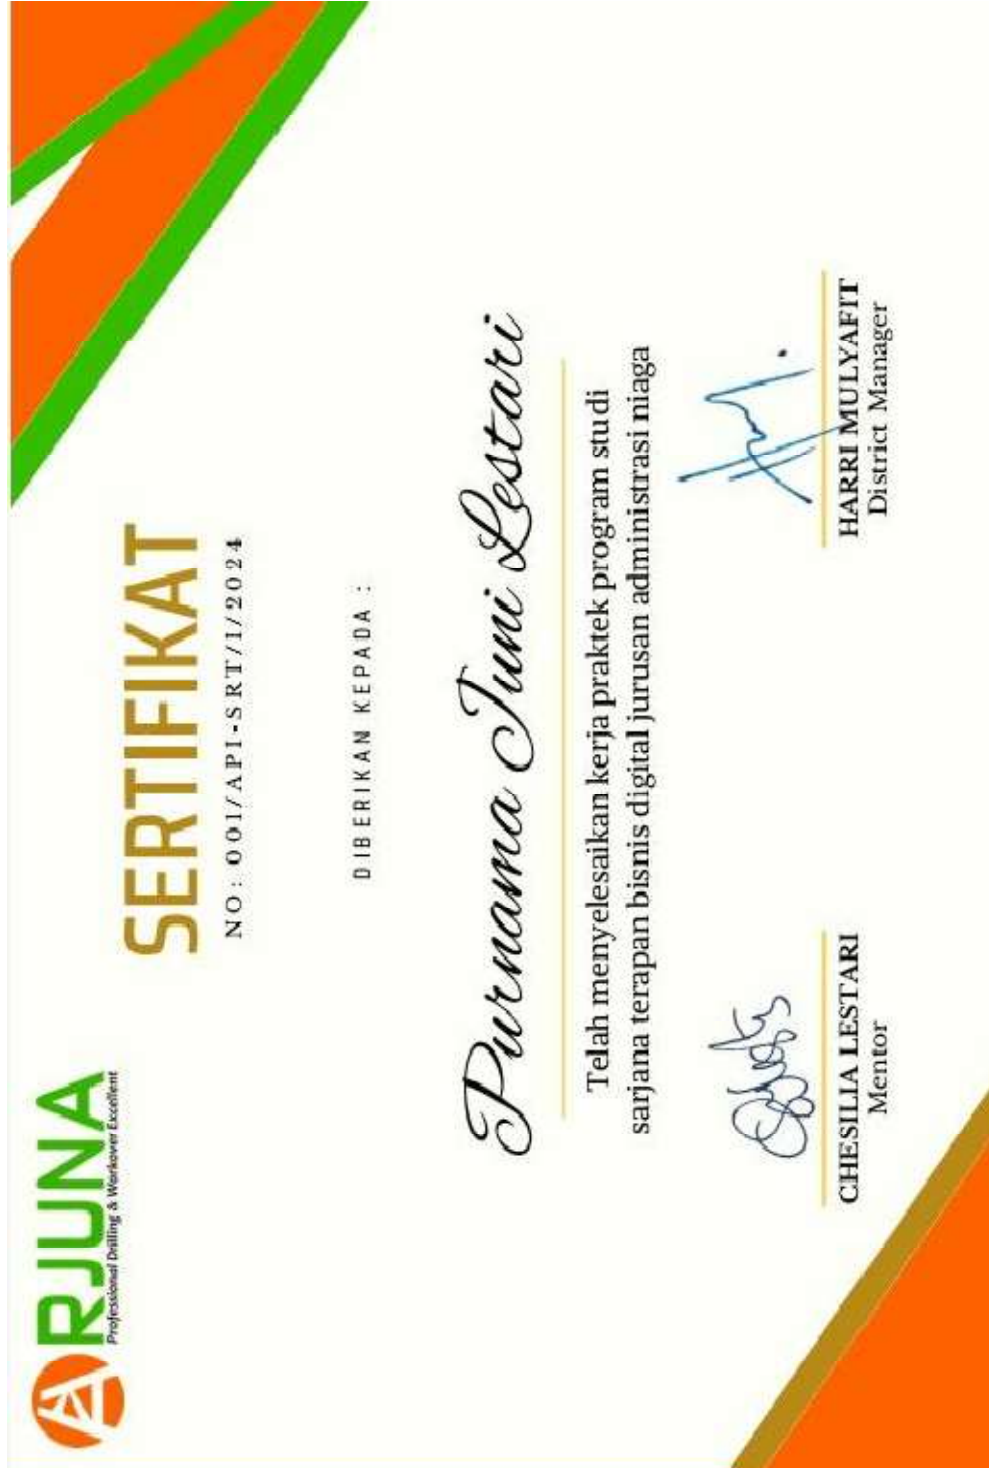 ARJUNA
Professional Drilling & Workover Excellent
SERTIFIKAT
NO: 001/API-SRT/1/2024
DIBERIKAN KEPADA :
Purnama Juni Lestari
Telah menyelesaikan kerja praktek program studi
sarjana terapan bisnis digital jurusan administrasi niaga
CHESILIA LESTARI
Mentor
HARRI MULYAFIT
District Manager